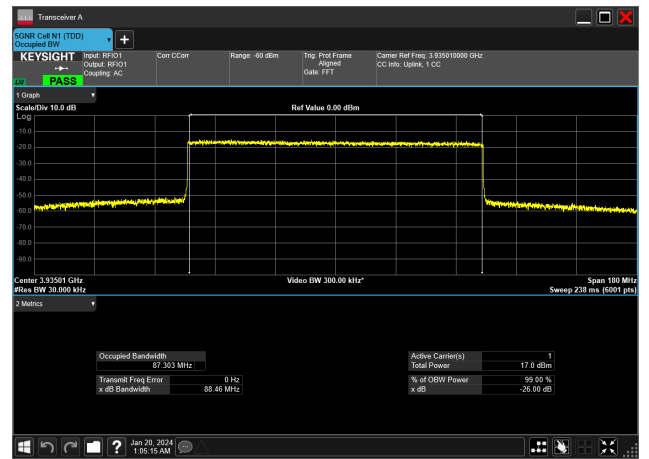 Transceiver A
5GNR Cell N1 (TDD)
Occupied BW
KEYSIGHT
Input: RFIO1
Output: RFIO1
Coupling: AC
Corr CCorr
Range: -60 dBm
Trig: Prot Frame
Aligned
Gate: FFT
Carrier Ref Freq: 3.935010000 GHz
CC Info: Uplink, 1 CC
LW PASS
1 Graph
Scale/Div 10.0 dB
Ref Value 0.00 dBm
Log
-10.0
-20.0
-30.0
-40.0
-50.0
-60.0
-70.0
-80.0
-90.0
Center 3.93501 GHz
Video BW 300.00 kHz*
Span 180 MHz
#Res BW 30.000 kHz
Sweep 238 ms (6001 pts)
2 Metrics
Occupied Bandwidth
87.303 MHz
Active Carrier(s) 1
Total Power 17.0 dBm
Transmit Freq Error 0 Hz
x dB Bandwidth 88.46 MHz
% of OBW Power 99.00 %
x dB -26.00 dB
Jan 20, 2024
1:05:15 AM